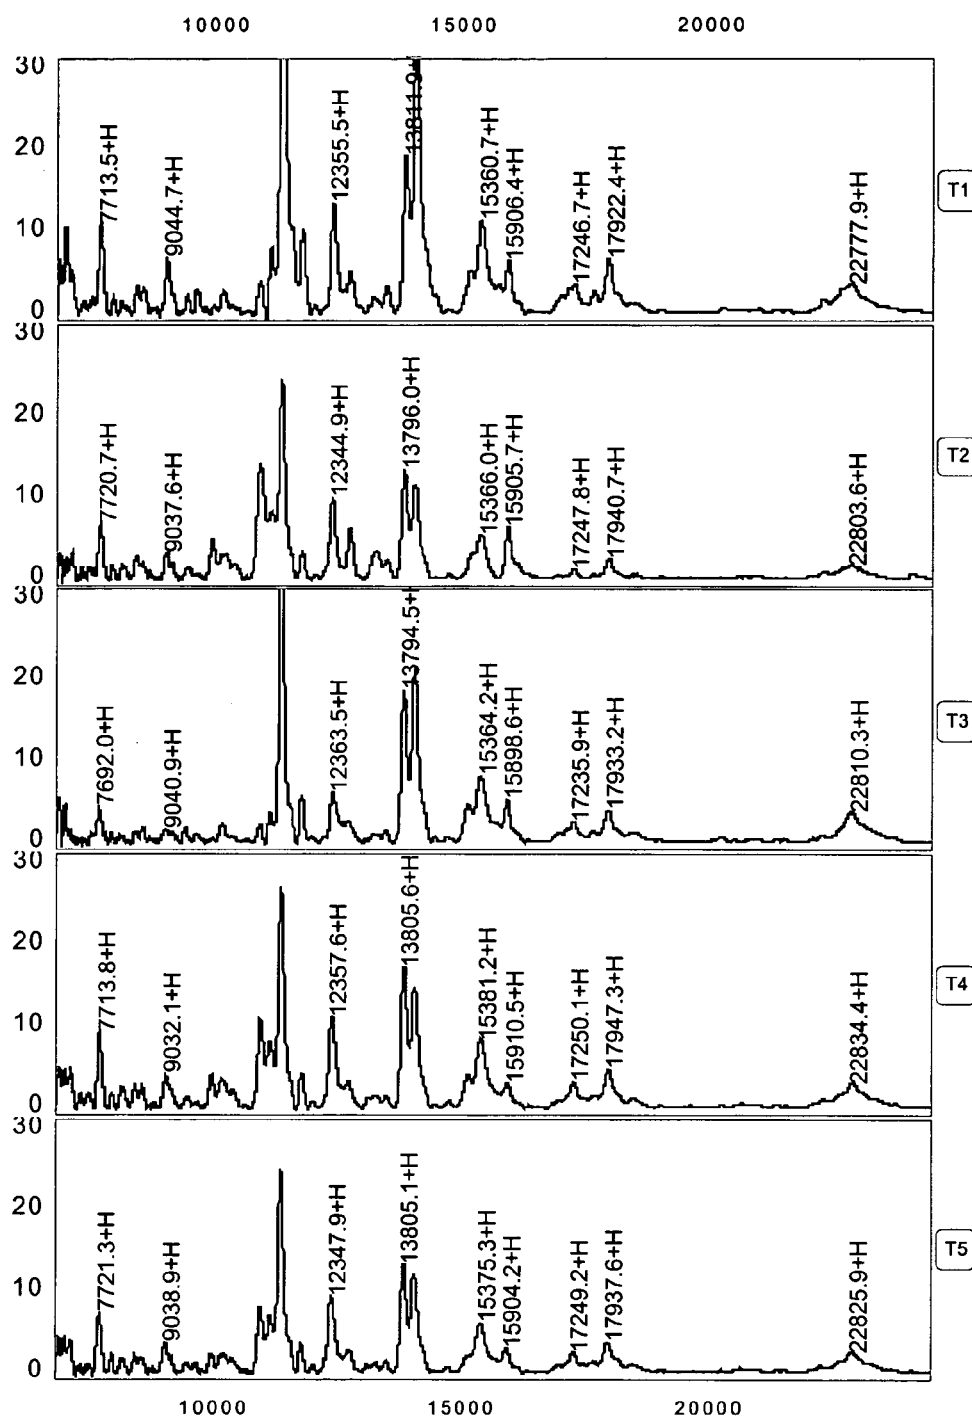 10000 15000 20000
30
20
10
0
7713.5+H
9044.7+H
12355.5+H
13811.9+
15360.7+H
15906.4+H
17246.7+H
17922.4+H
22777.9+H
T1
30
20
10
0
7720.7+H
9037.6+H
12344.9+H
13796.0+H
15366.0+H
15905.7+H
17247.8+H
17940.7+H
22803.6+H
T2
30
20
10
0
7692.0+H
9040.9+H
12363.5+H
13794.5+H
15364.2+H
15898.6+H
17235.9+H
17933.2+H
22810.3+H
T3
30
20
10
0
7713.8+H
9032.1+H
12357.6+H
13805.6+H
15381.2+H
15910.5+H
17250.1+H
17947.3+H
22834.4+H
T4
30
20
10
0
7721.3+H
9038.9+H
12347.9+H
13805.1+H
15375.3+H
15904.2+H
17249.2+H
17937.6+H
22825.9+H
T5
10000 15000 20000